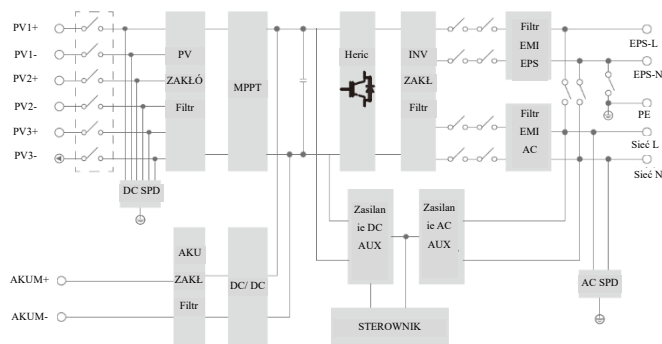 PV1+
PV1-
PV2+
PV2-
PV3+
PV3-
DC SPD
PV
ZAKŁÓ
Filtr
MPPT
Heric
INV
ZAKŁ
Filtr
Filtr
EMI
EPS
Filtr
EMI
AC
EPS-L
EPS-N
PE
Sieć L
Sieć N
Zasilan
ie DC
AUX
Zasilan
ie AC
AUX
AC SPD
AKU
ZAKŁ
Filtr
DC/ DC
AKUM+
AKUM-
STEROWNIK